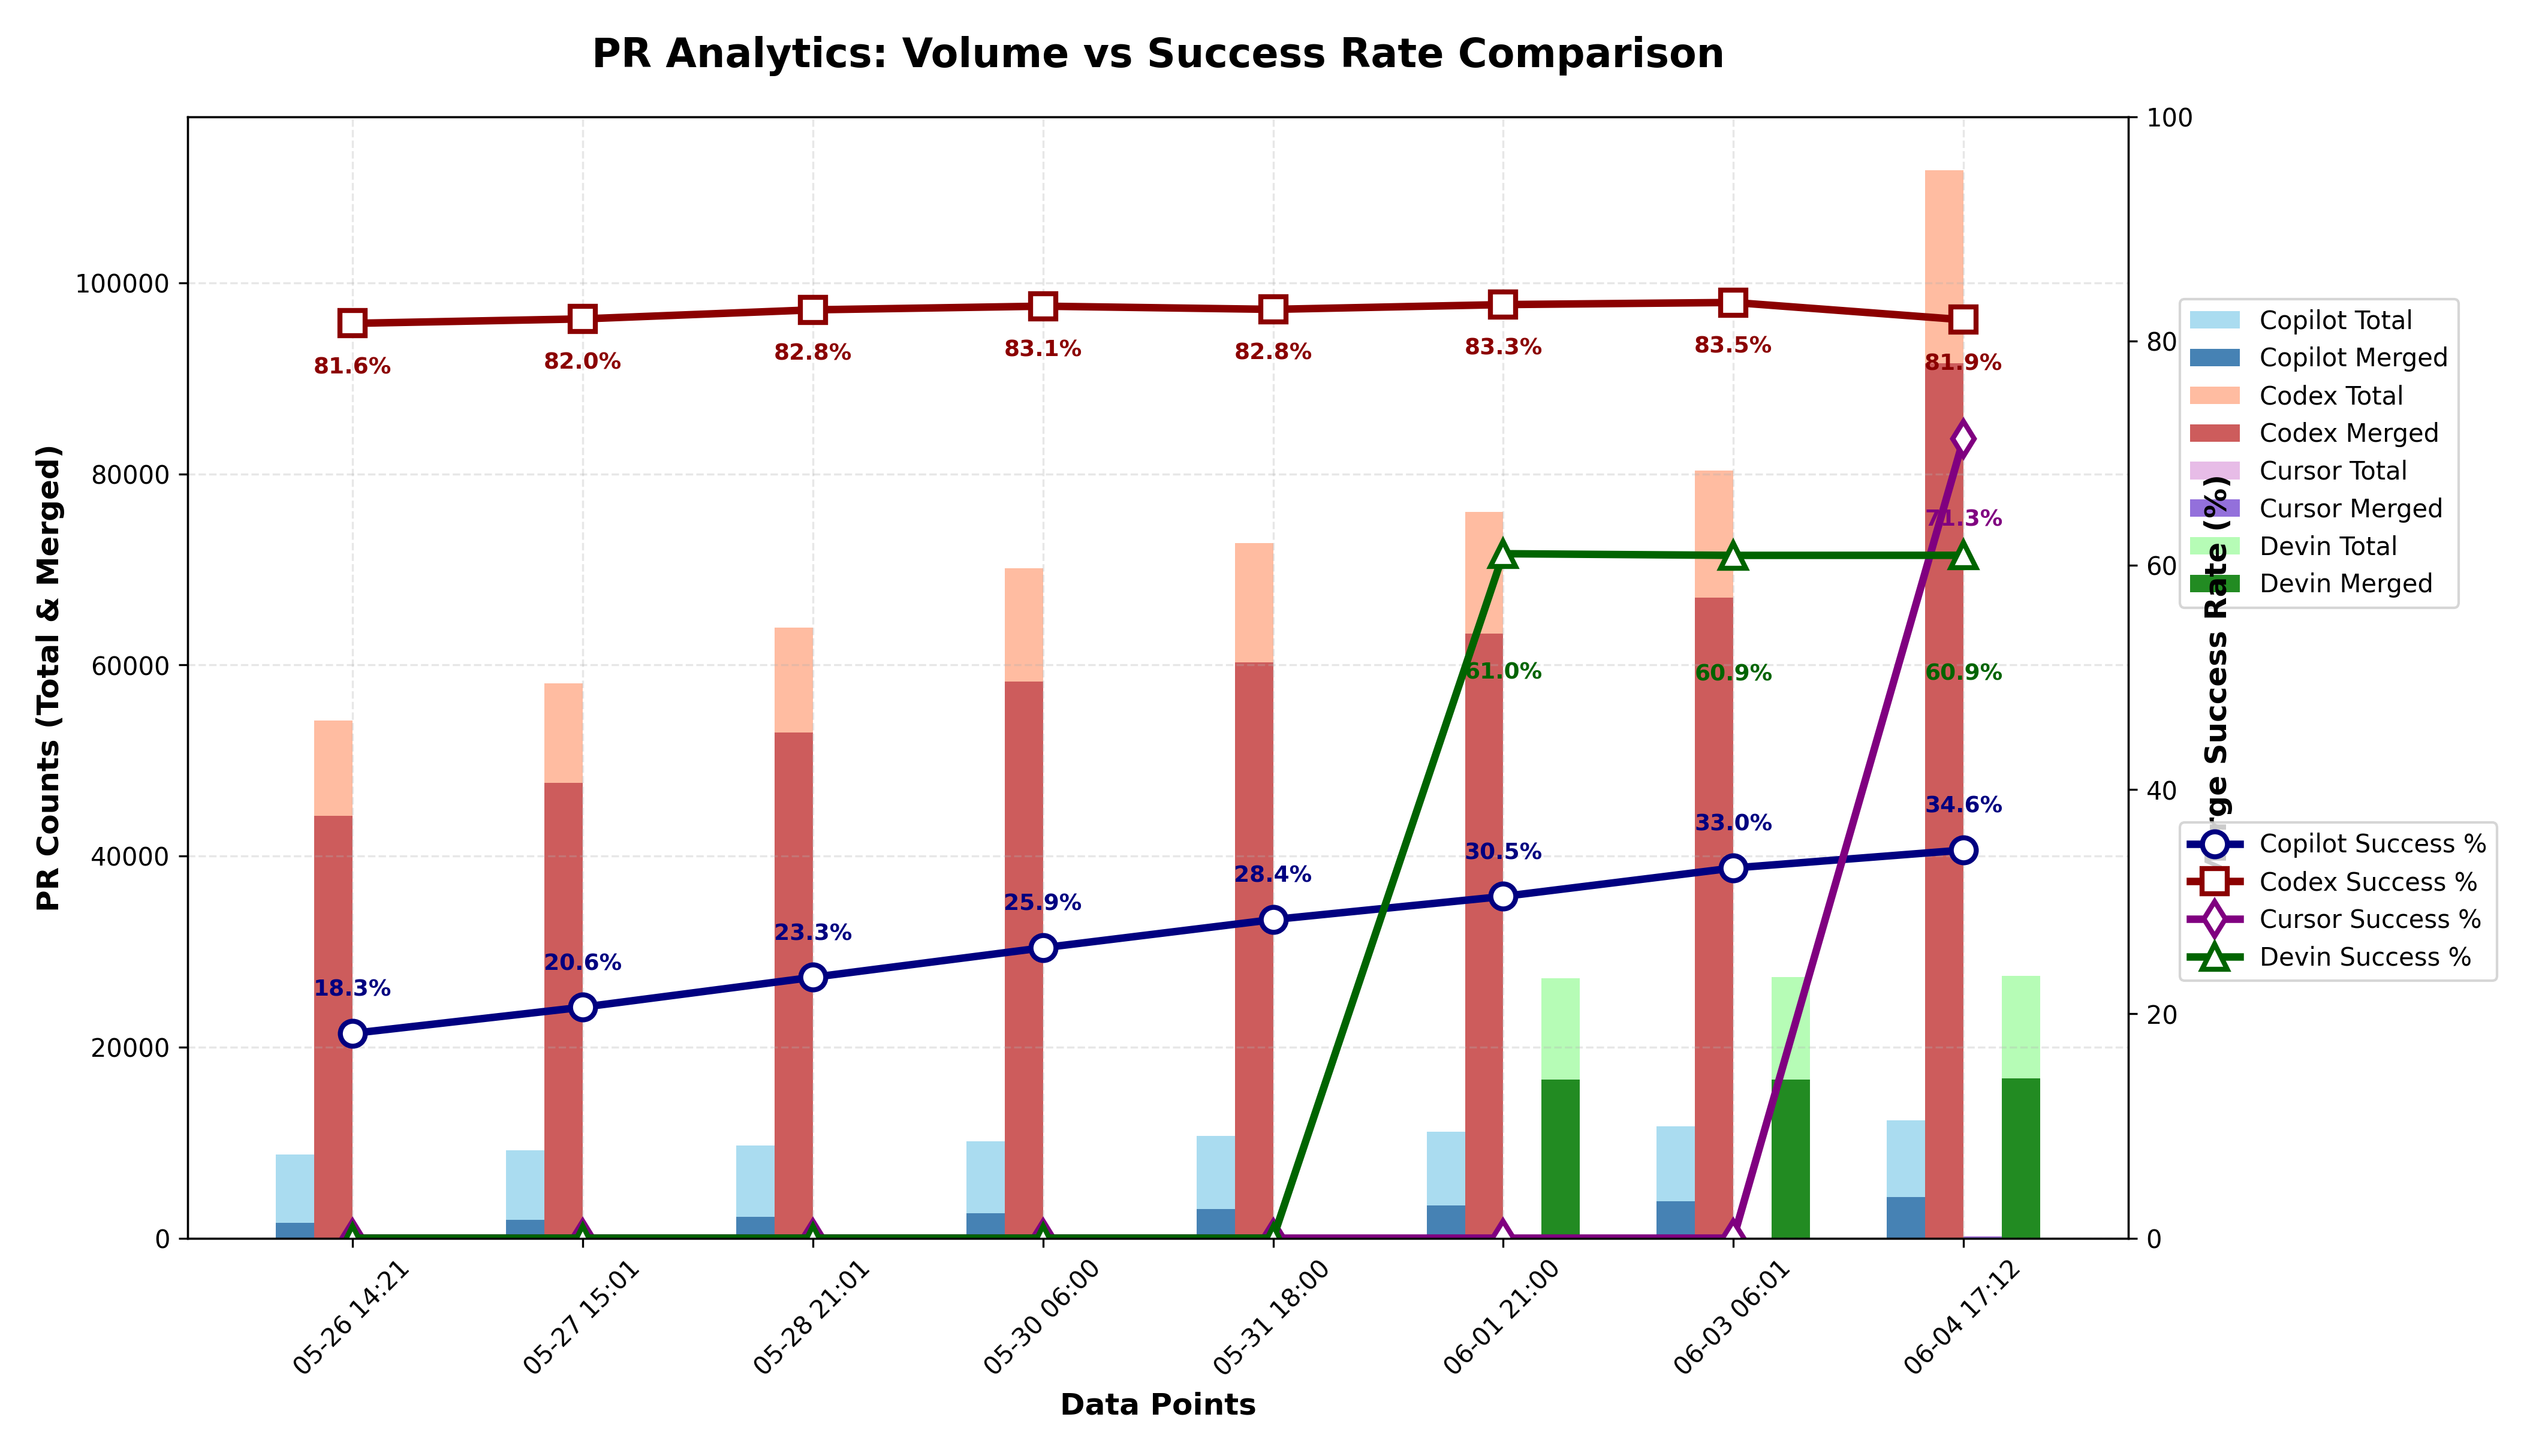 PR Analytics: Volume vs Success Rate Comparison
PR Counts (Total & Merged)
100000
80000
60000
40000
20000
0
100
80
60
40
20
0
81.6%
82.0%
82.8%
83.1%
82.8%
83.3%
83.5%
81.9%
71.3%
61.0%
60.9%
60.9%
18.3%
20.6%
23.3%
25.9%
28.4%
30.5%
33.0%
34.6%
05-26 14:21
05-27 15:01
05-28 21:01
05-30 06:00
05-31 18:00
06-01 21:00
06-03 06:01
06-04 17:12
Data Points
Success Rate (%)
Copilot Total
Copilot Merged
Codex Total
Codex Merged
Cursor Total
Cursor Merged
Devin Total
Devin Merged
Copilot Success %
Codex Success %
Cursor Success %
Devin Success %